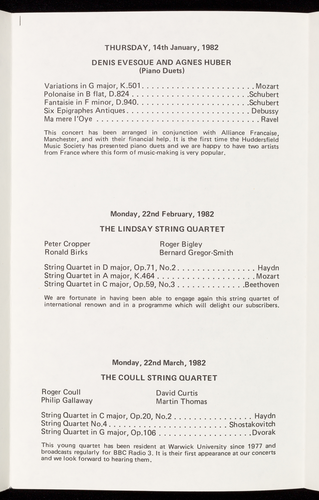 THURSDAY, 14th January, 1982
DENIS EVESQUE AND AGNES HUBER
(Piano Duets)
Variations in G major, K.501. . . . . . . . . . . . . . . . . . . . . . . Mozart
Polonaise in B flat, D.824 . . . . . . . . . . . . . . . . . . . . . . . .Schubert
Fantaisie in F minor, D.940. . . . . . . . . . . . . . . . . . . . . . .Schubert
Six Epigraphes Antiques. . . . . . . . . . . . . . . . . . . . . . . . Debussy
Ma mere l'Oye . . . . . . . . . . . . . . . . . . . . . . . . . . . . . . Ravel
This concert has been arranged in conjunction with Alliance Francaise,
Manchester, and with their financial help. It is the first time the Huddersfield
Music Society has presented piano duets and we are happy to have two artists
from France where this form of music-making is very popular.
Monday, 22nd February, 1982
THE LINDSAY STRING QUARTET
Peter Cropper Roger Bigley
Ronald Birks Bernard Gregor-Smith
String Quartet in D major, Op.71, No.2 . . . . . . . . . . . . . . . Haydn
String Quartet in A major, K.464 . . . . . . . . . . . . . . . . . . . Mozart
String Quartet in C major, Op.59, No.3 . . . . . . . . . . . . .Beethoven
We are fortunate in having been able to engage again this string quartet of
international renown and in a programme which will delight our subscribers.
Monday, 22nd March, 1982
THE COULL STRING QUARTET
Roger Coull David Curtis
Philip Gallaway Martin Thomas
String Quartet in C major, Op.20, No.2 . . . . . . . . . . . . . . . Haydn
String Quartet No.4 . . . . . . . . . . . . . . . . . . . . . . Shostakovitch
String Quartet in G major, Op.106 . . . . . . . . . . . . . . . . . .Dvorak
This young quartet has been resident at Warwick University since 1977 and
broadcasts regularly for BBC Radio 3. It is their first appearance at our concerts
and we look forward to hearing them.